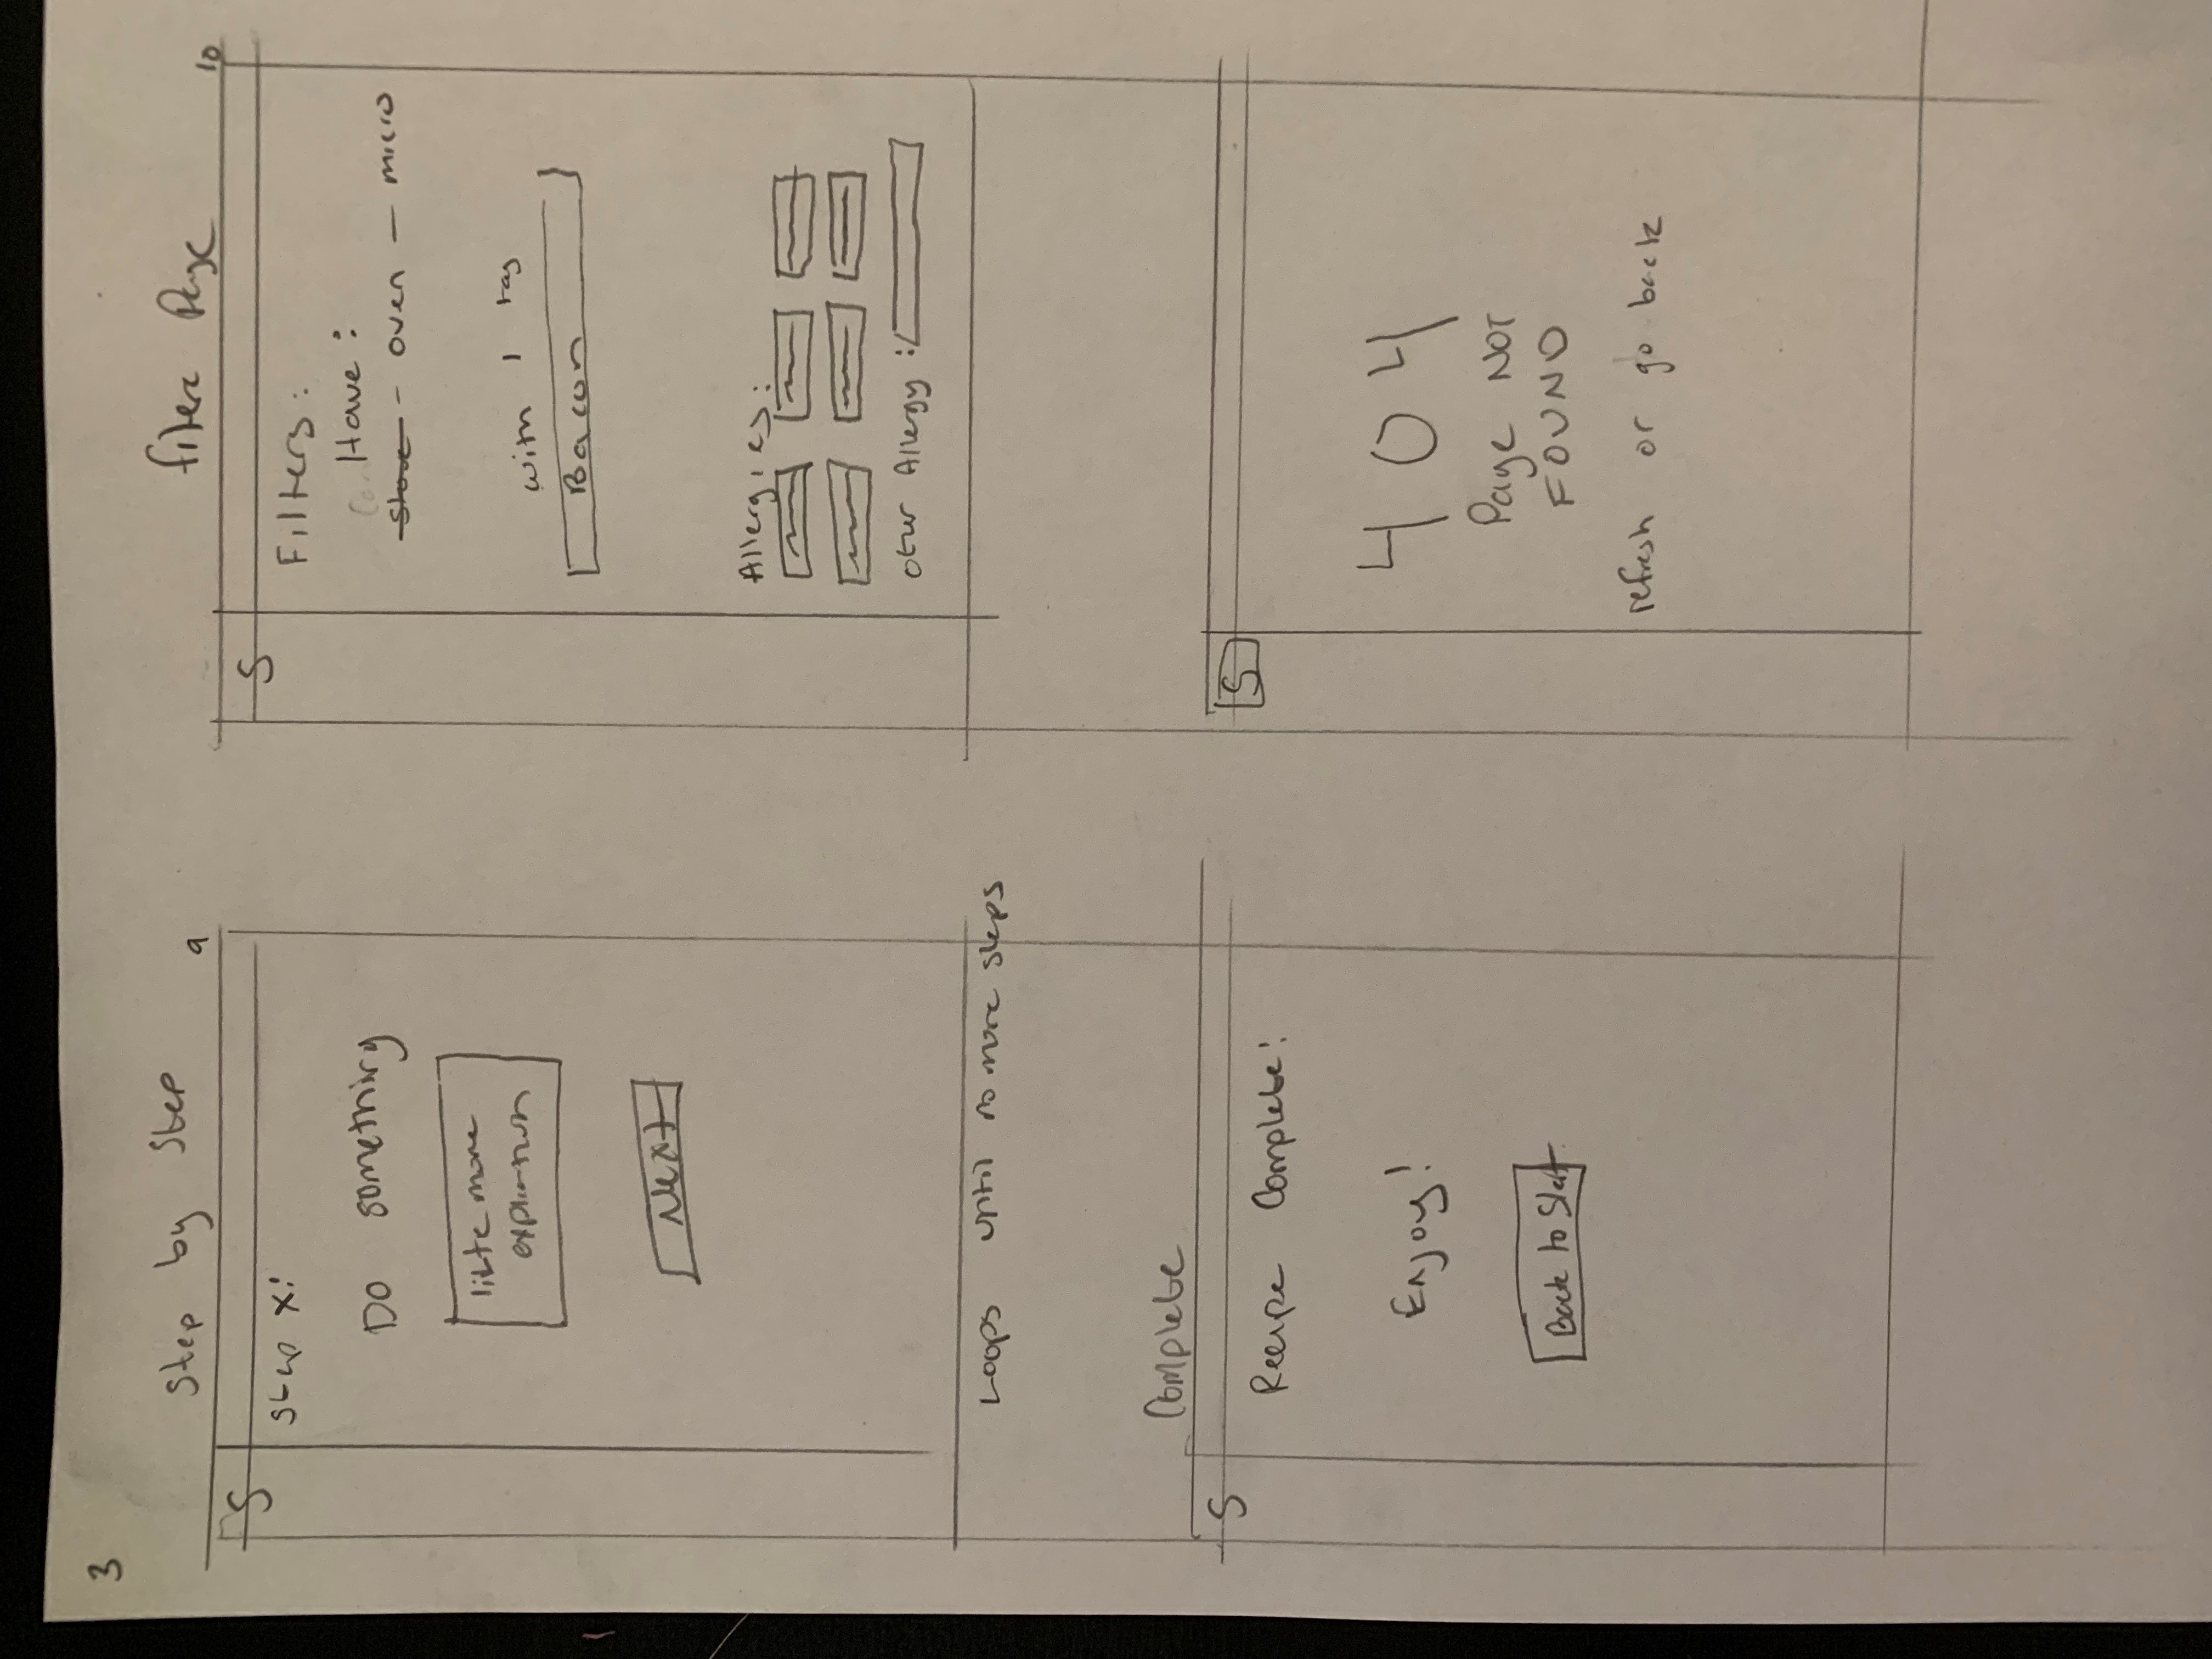 3
Step by Step 9
S
Step X:
DO something
little more
explanation
Next
Loops until no more steps
Filter Page 10
S
Filters:
Have:
stove - oven - micro
with 1 tag
Bacon
Allergies:
Other Allergy:
Complete
S
Recipe Complete!
Enjoy!
Back to Start
S
404
Page NOT
FOUND
refresh or go back